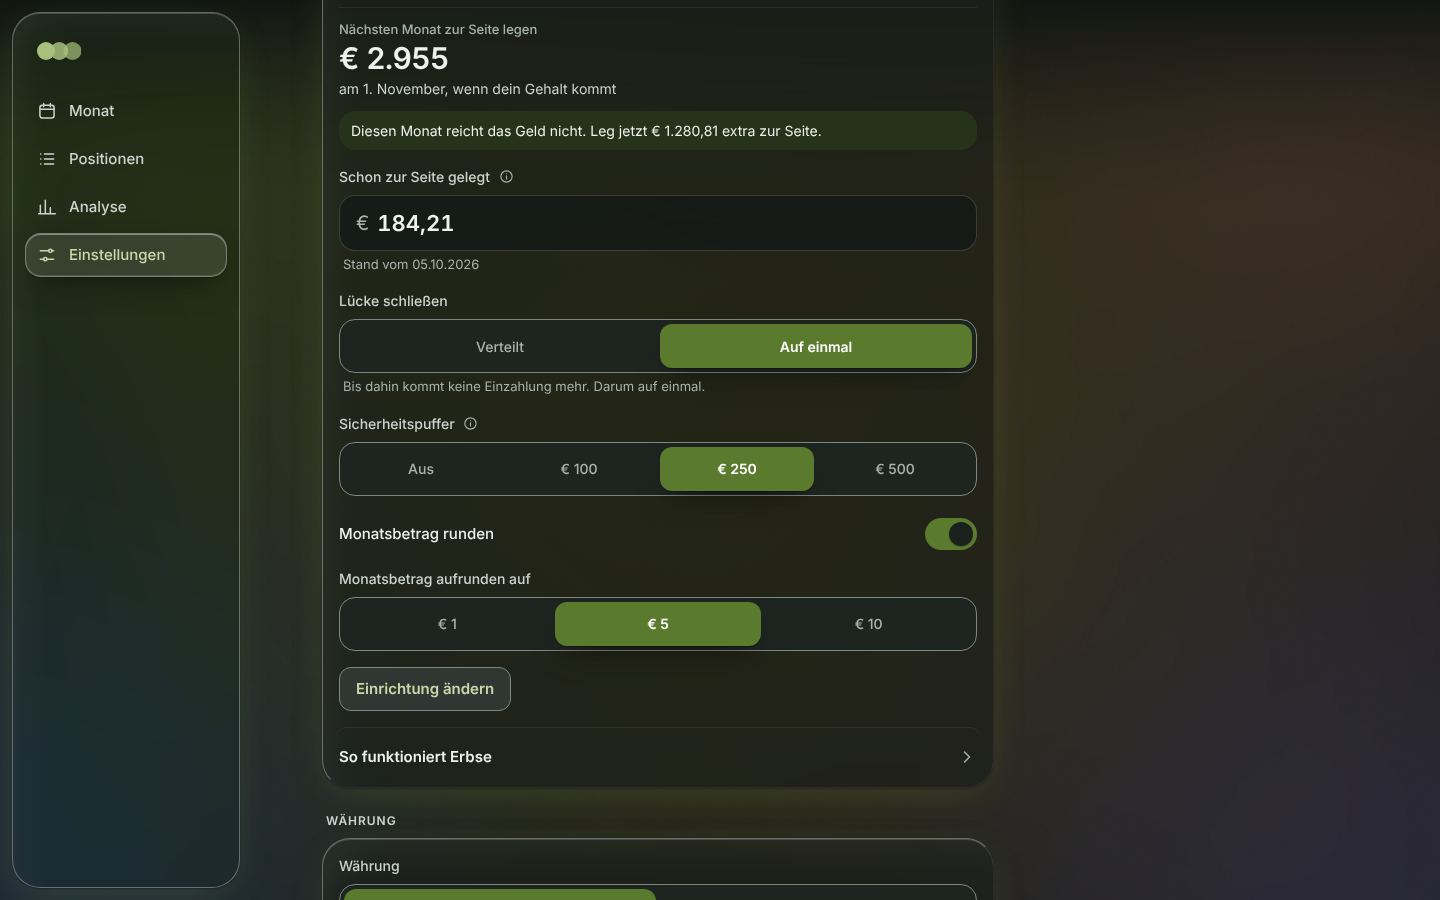 Nächsten Monat zur Seite legen
€ 2.955
am 1. November, wenn dein Gehalt kommt
Diesen Monat reicht das Geld nicht. Leg jetzt € 1.280,81 extra zur Seite.
Schon zur Seite gelegt
€ 184,21
Stand vom 05.10.2026
Lücke schließen
Verteilt Auf einmal
Bis dahin kommt keine Einzahlung mehr. Darum auf einmal.
Sicherheitspuffer
Aus € 100 € 250 € 500
Monatsbetrag runden
Monatsbetrag aufrunden auf
€ 1 € 5 € 10
Einrichtung ändern
So funktioniert Erbse
WÄHRUNG
Währung
Monat
Positionen
Analyse
Einstellungen